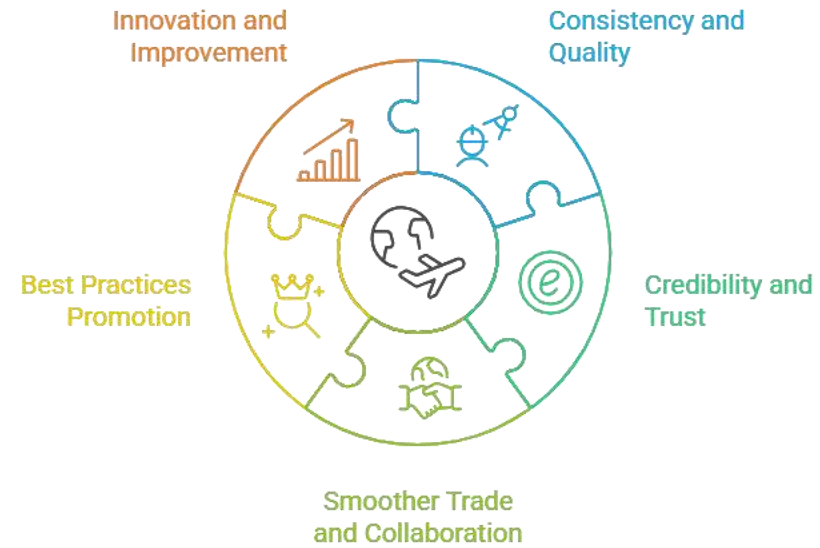 Innovation and
Improvement
Consistency and
Quality
Best Practices
Promotion
Credibility and
Trust
e
Smoother Trade
and Collaboration